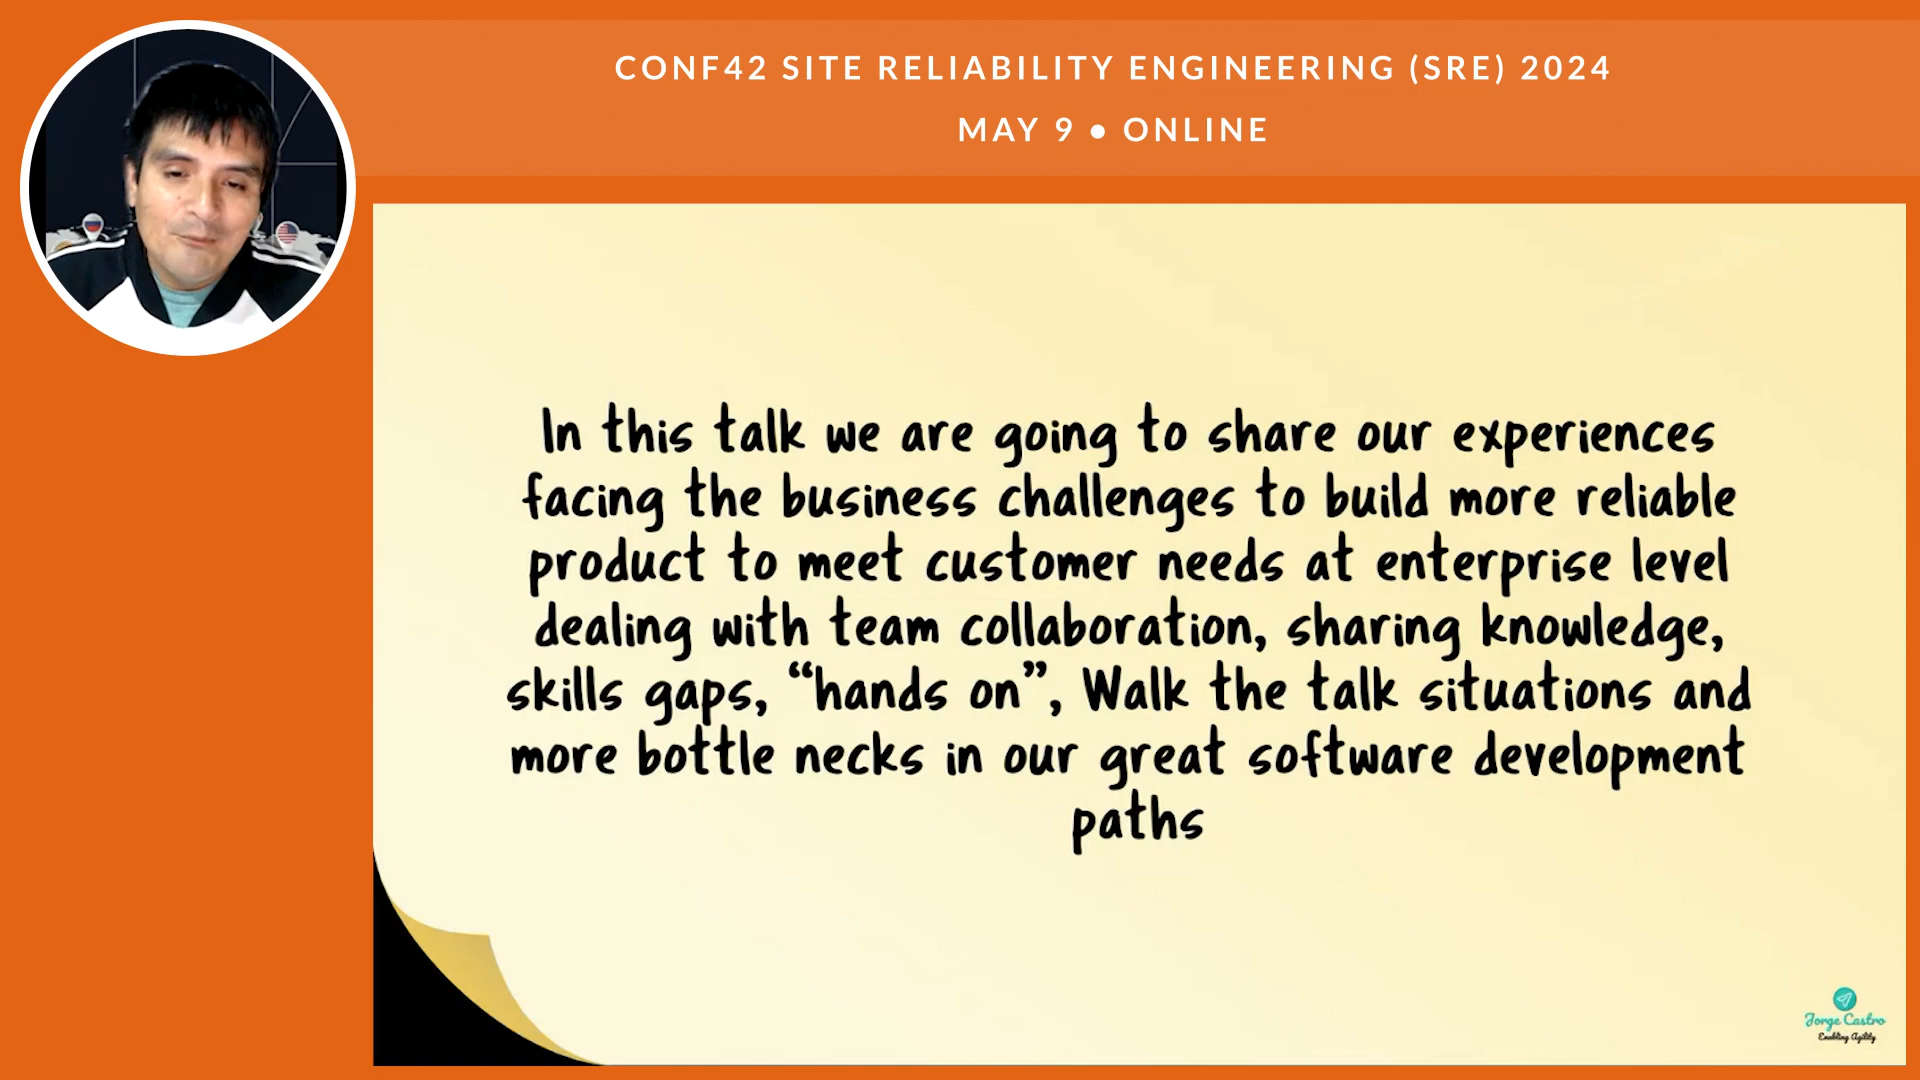 CONF42 SITE RELIABILITY ENGINEERING (SRE) 2024
MAY 9 • ONLINE
In this talk we are going to share our experiences
facing the business challenges to build more reliable
product to meet customer needs at enterprise level
dealing with team collaboration, sharing knowledge,
skills gaps, “hands on”, Walk the talk situations and
more bottle necks in our great software development
paths
Jorge Castro
Enabling Agility